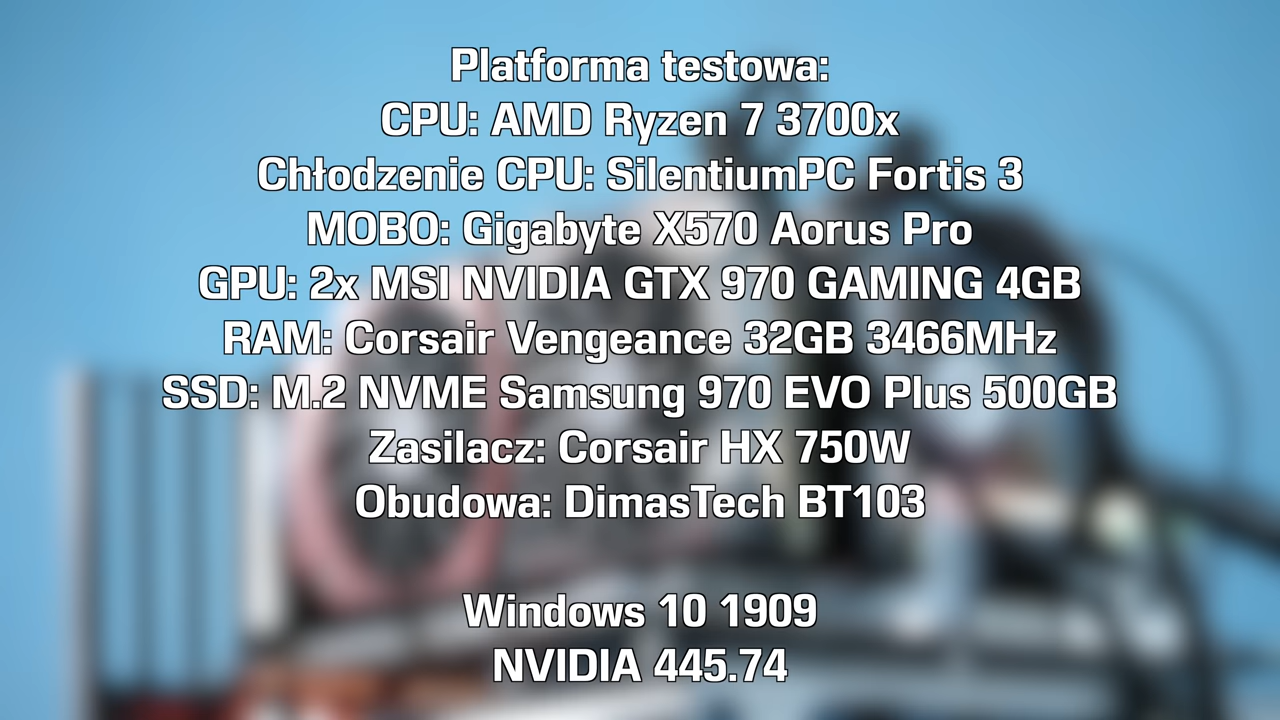 Platforma testowa:
CPU: AMD Ryzen 7 3700x
Chłodzenie CPU: SilentiumPC Fortis 3
MOBO: Gigabyte X570 Aorus Pro
GPU: 2x MSI NVIDIA GTX 970 GAMING 4GB
RAM: Corsair Vengeance 32GB 3466MHz
SSD: M.2 NVME Samsung 970 EVO Plus 500GB
Zasilacz: Corsair HX 750W
Obudowa: DimasTech BT103
Windows 10 1909
NVIDIA 445.74